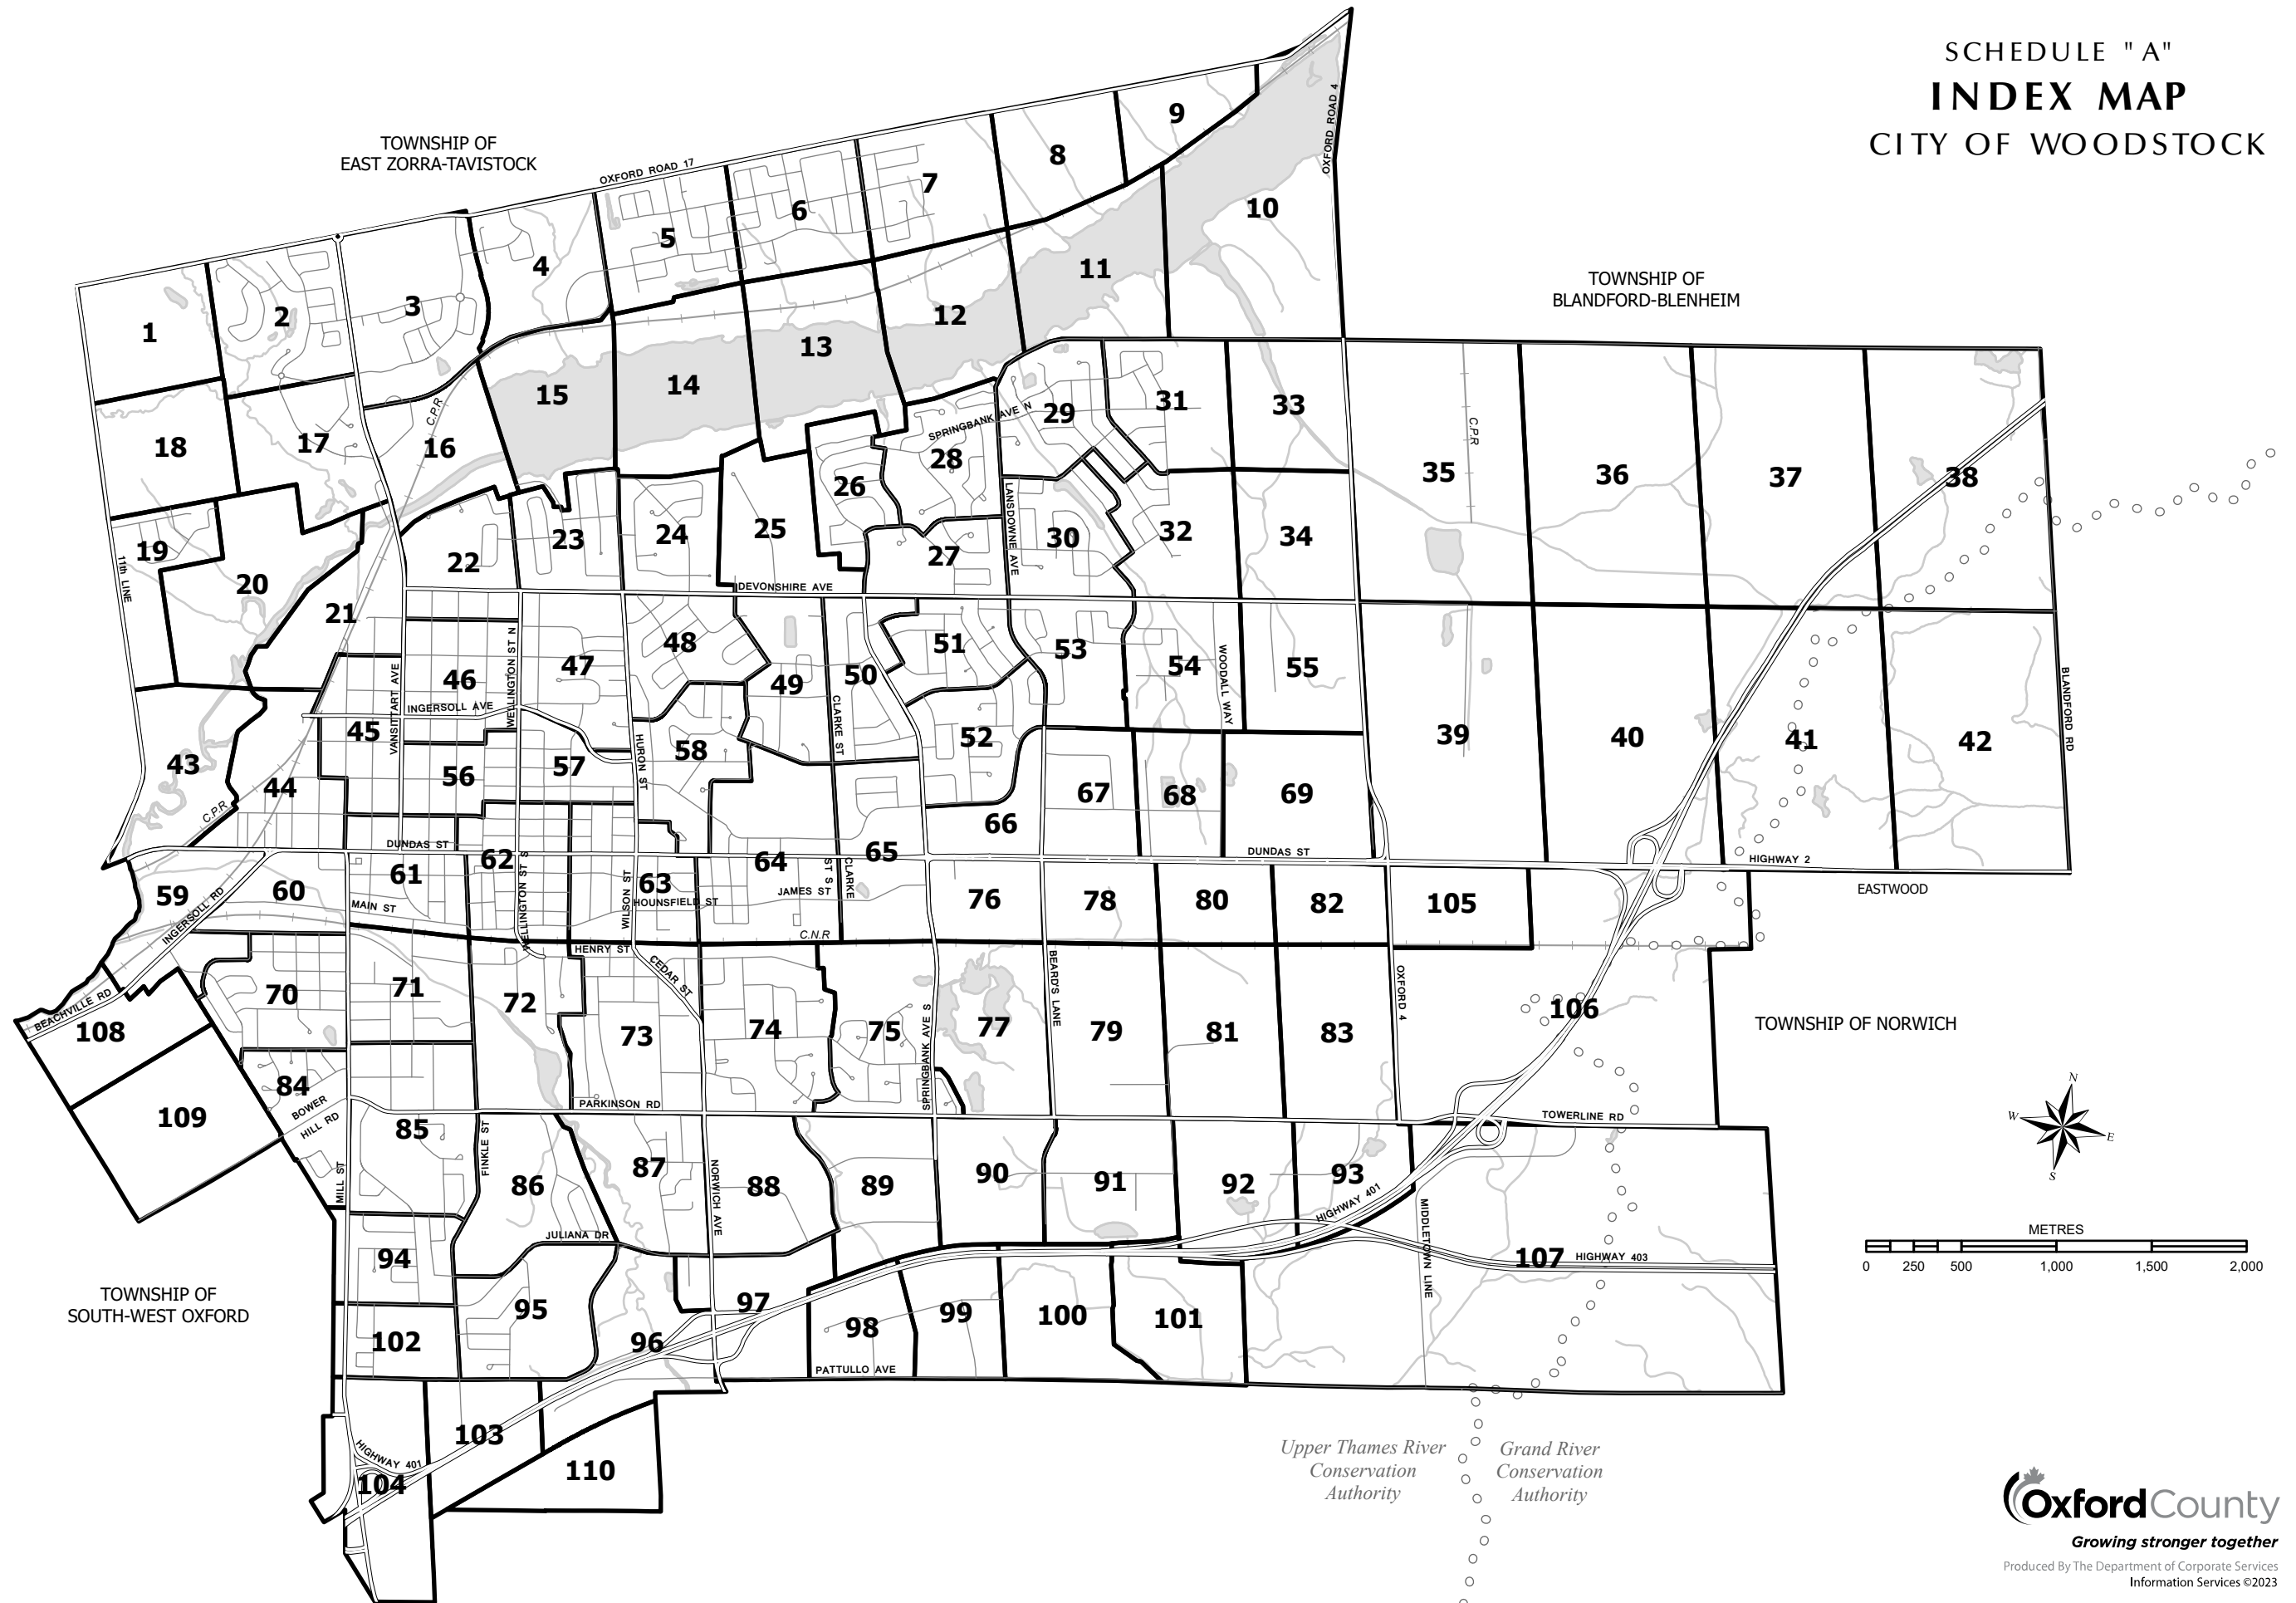 SCHEDULE "A"
INDEX MAP
CITY OF WOODSTOCK
TOWNSHIP OF
EAST ZORRA-TAVISTOCK
OXFORD ROAD 17
OXFORD ROAD 4
9
8
7
6
5
10
4
11
TOWNSHIP OF
BLANDFORD-BLENHEIM
3
2
12
1
13
14
15
31
33
C.P.R
SPRINGBANK AVE N
29
C.P.R
18
17
16
28
35
36
37
38
26
25
24
LANSDOWNE AVE
32
34
30
23
19
22
27
11th LINE
20
DEVONSHIRE AVE
21
48
51
53
47
54
55
WELLINGTON ST N
WOODALL WAY
46
49
50
VANSITTART AVE
INGERSOLL AVE
CLARKE ST
BLANDFORD RD
45
52
39
40
41
42
43
57
58
HURON ST
56
44
67
68
69
C.P.R
66
DUNDAS ST
65
DUNDAS ST
HIGHWAY 2
62
64
61
EASTWOOD
63
60
59
WELLINGTON ST S
WILSON ST
ST S
CLARKE
JAMES ST
HOUNSFIELD ST
MAIN ST
INGERSOLL RD
76
78
80
82
105
C.N.R
HENRY ST
CEDAR ST
BEARD'S LANE
OXFORD 4
70
71
72
106
BEACHVILLE RD
108
73
74
75
77
79
81
83
TOWNSHIP OF NORWICH
SPRINGBANK AVE S
84
BOWER
HILL RD
109
PARKINSON RD
TOWERLINE RD
N
W
E
S
85
FINKLE ST
MILL ST
87
86
88
89
90
91
92
93
NORWICH AVE
HIGHWAY 401
MIDDLETOWN LINE
JULIANA DR
METRES
0 250 500 1,000 1,500 2,000
94
107
HIGHWAY 403
TOWNSHIP OF
SOUTH-WEST OXFORD
95
97
99
100
101
98
96
102
PATTULLO AVE
103
HIGHWAY 401
104
110
Upper Thames River
Conservation
Authority
Grand River
Conservation
Authority
OxfordCounty
Growing stronger together
Produced By The Department of Corporate Services
Information Services ©2023